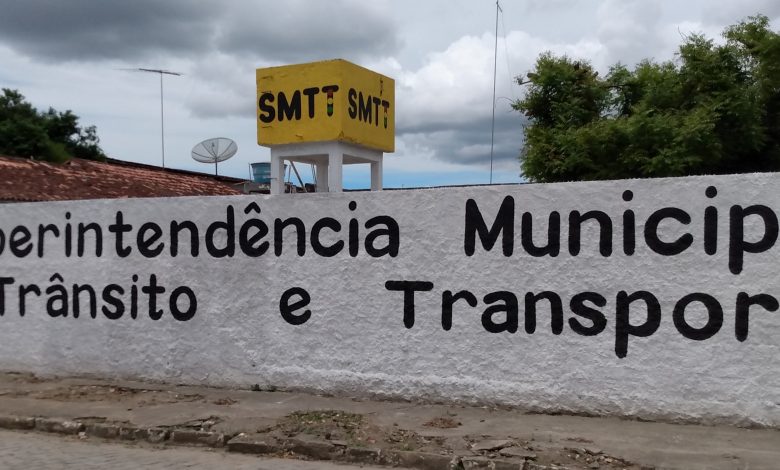 SMTT SMTT
perintendência Municip
Trânsito e Transpor